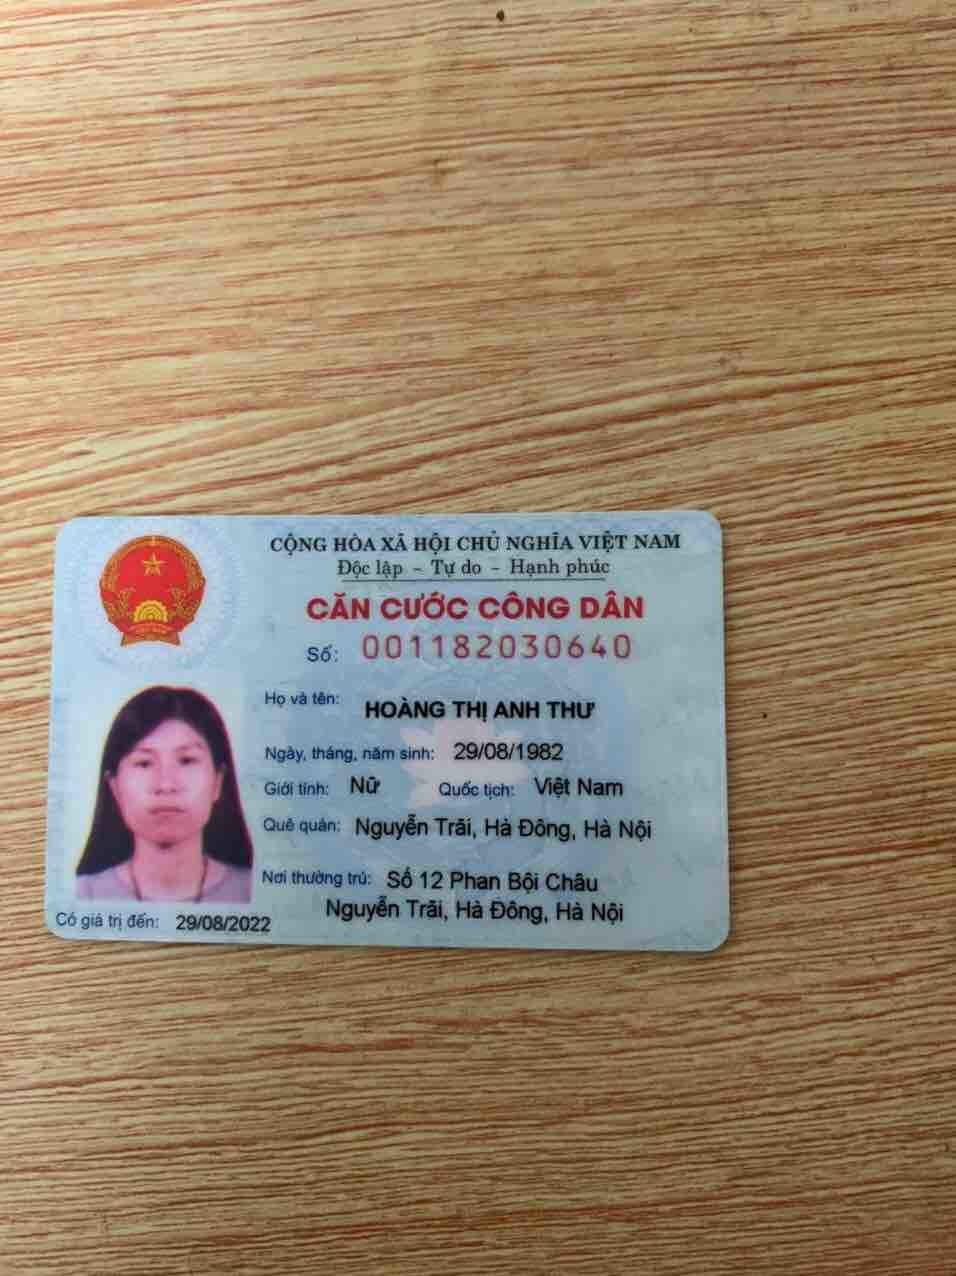 CỘNG HÒA XÃ HỘI CHỦ NGHĨA VIỆT NAM
Độc lập - Tự do - Hạnh phúc
CĂN CƯỚC CÔNG DÂN
Số: 001182030640
Họ và tên: HOÀNG THỊ ANH THƯ
Ngày, tháng, năm sinh: 29/08/1982
Giới tính: Nữ Quốc tịch: Việt Nam
Quê quán: Nguyễn Trãi, Hà Đông, Hà Nội
Nơi thường trú: Số 12 Phan Bội Châu
Nguyễn Trãi, Hà Đông, Hà Nội
Có giá trị đến: 29/08/2022